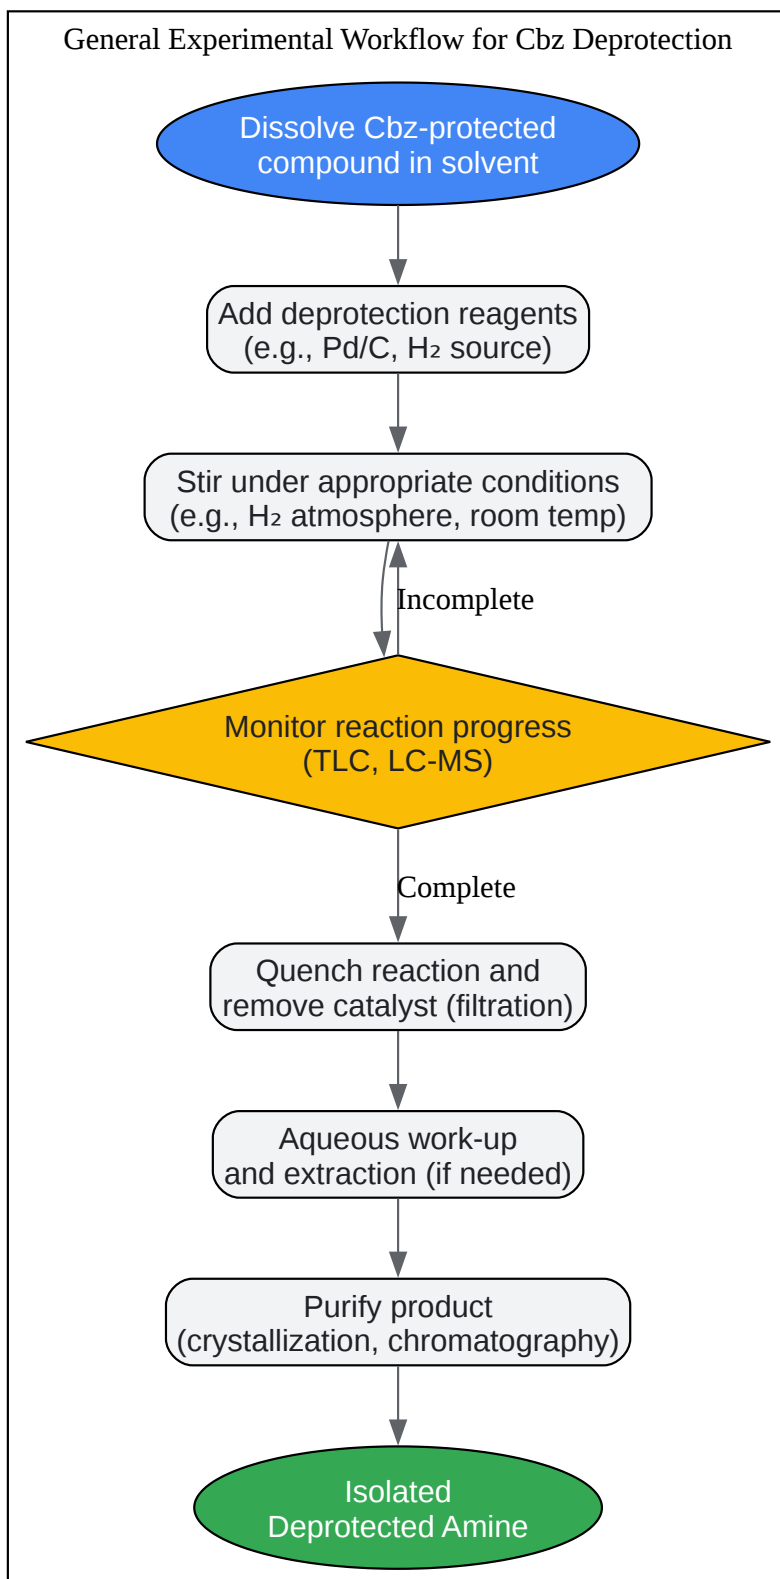 General Experimental Workflow for Cbz Deprotection
Dissolve Cbz-protected
compound in solvent
Add deprotection reagents
(e.g., Pd/C, H₂ source)
Stir under appropriate conditions
(e.g., H₂ atmosphere, room temp)
Incomplete
Monitor reaction progress
(TLC, LC-MS)
Complete
Quench reaction and
remove catalyst (filtration)
Aqueous work-up
and extraction (if needed)
Purify product
(crystallization, chromatography)
Isolated
Deprotected Amine